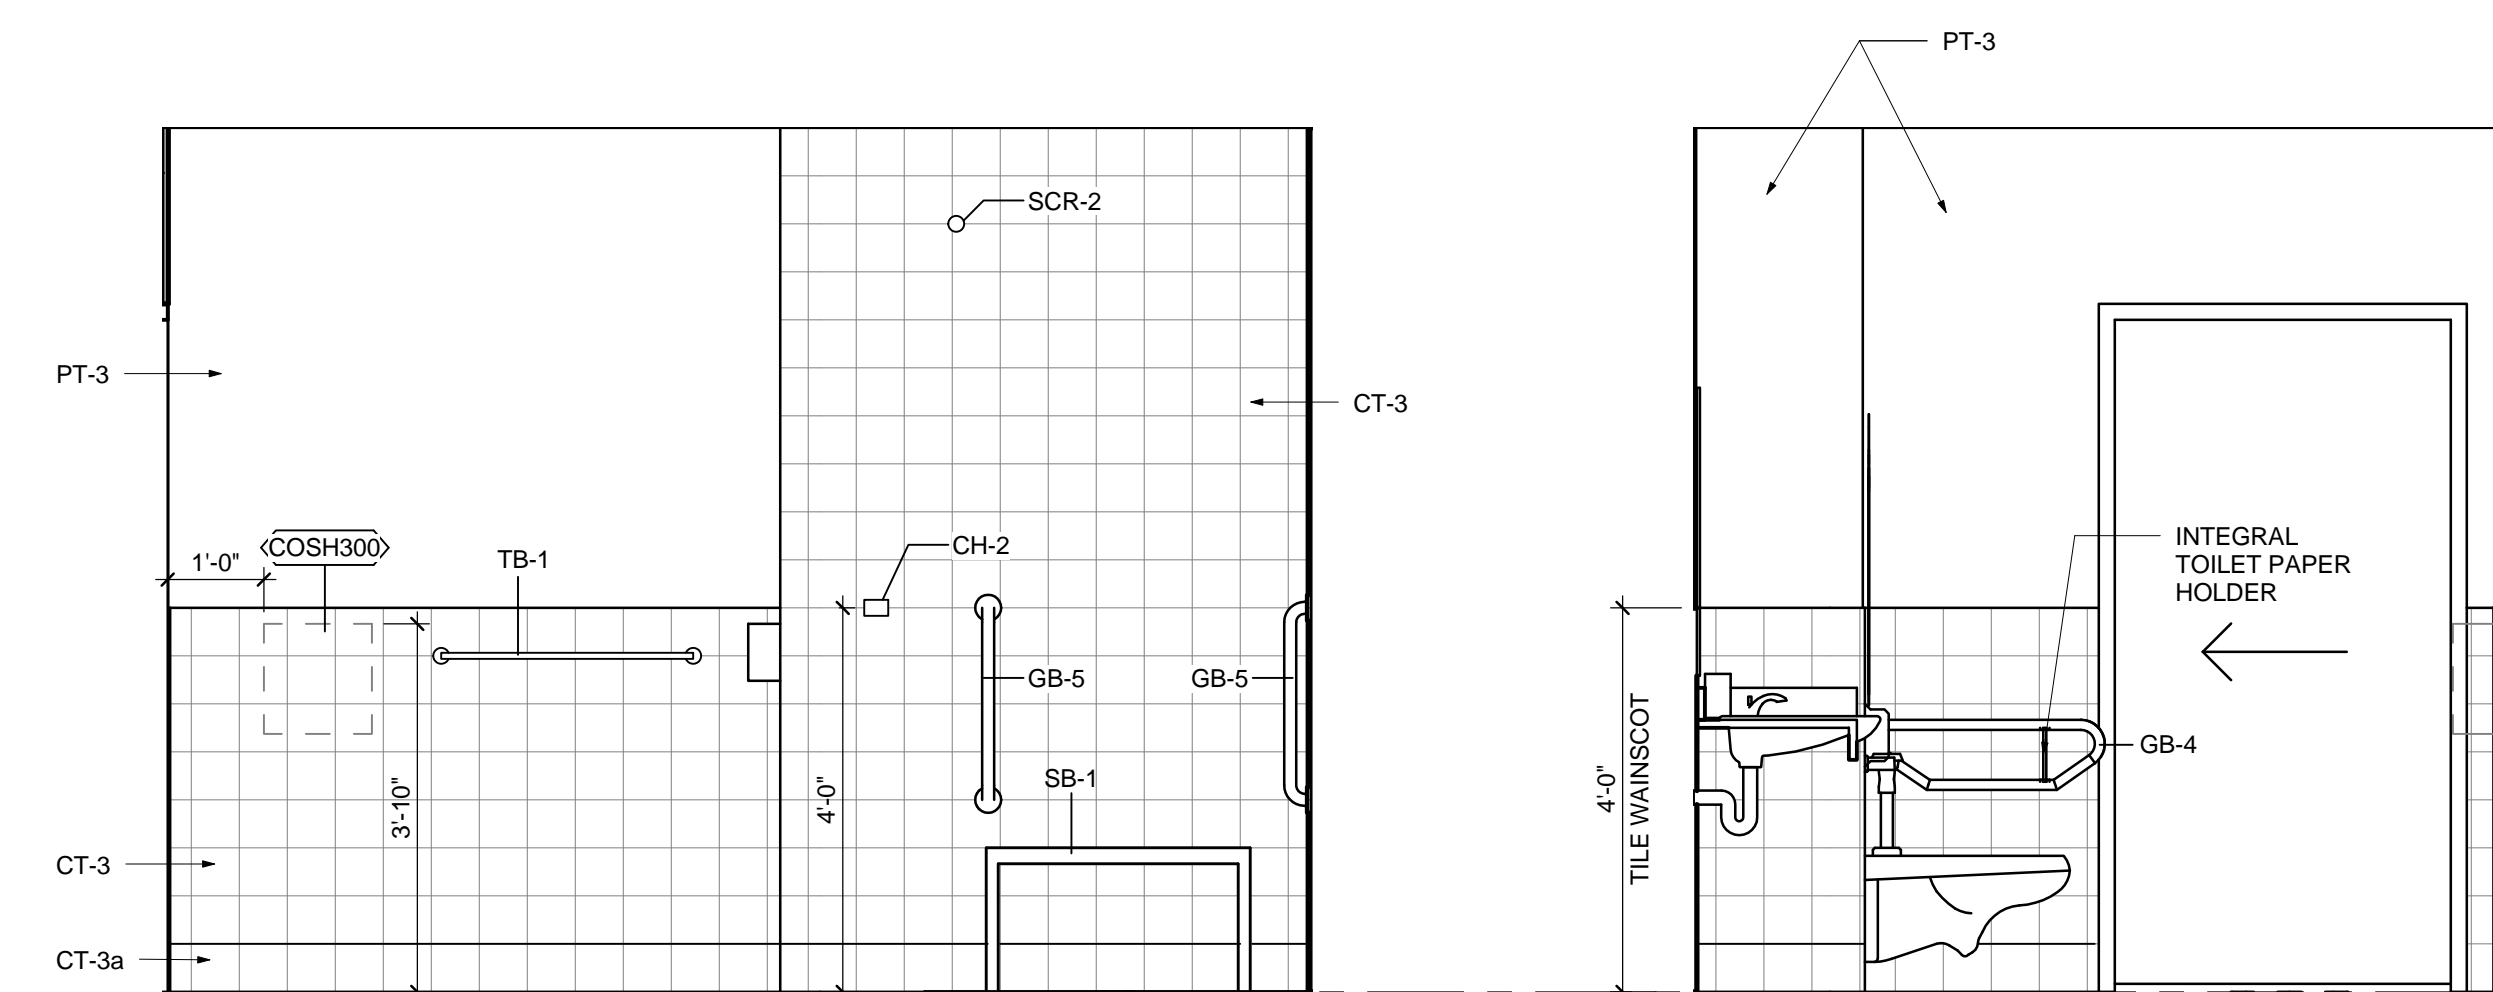 PT-3
SCR-2
PT-3
CT-3
COSH300
1'-0"
TB-1
CH-2
INTEGRAL
TOILET PAPER
HOLDER
GB-5
GB-5
GB-4
SB-1
3'-10"
4'-0"
4'-0"
TILE WAINSCOT
CT-3
CT-3a